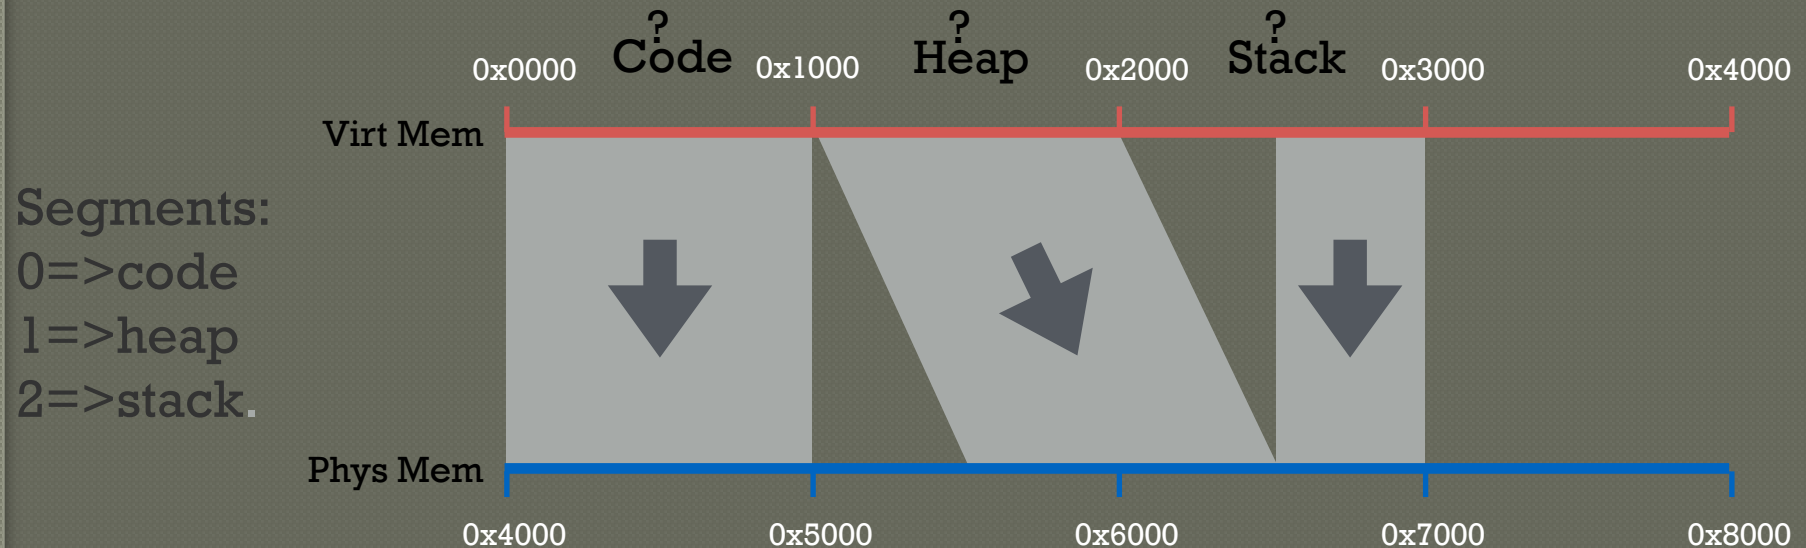 ? ? ?
0x0000 Code 0x1000 Heap 0x2000 Stack 0x3000 0x4000
Virt Mem
Segments:
0=>code
1=>heap
2=>stack.
Phys Mem
0x4000 0x5000 0x6000 0x7000 0x8000